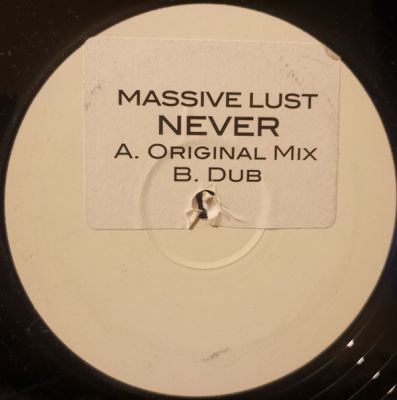 MASSIVE LUST
NEVER
A. ORIGINAL MIX
B. DUB